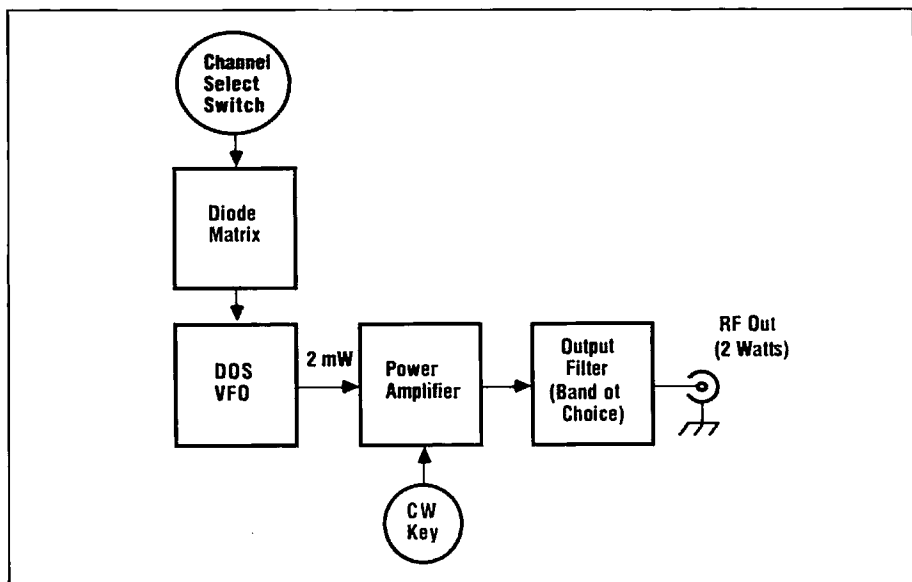 Channel
Select
Switch
Diode
Matrix
DOS
VFO
2 mW
Power
Amplifier
CW
Key
Output
Filter
(Band ot
Choice)
RF Out
(2 Watts)